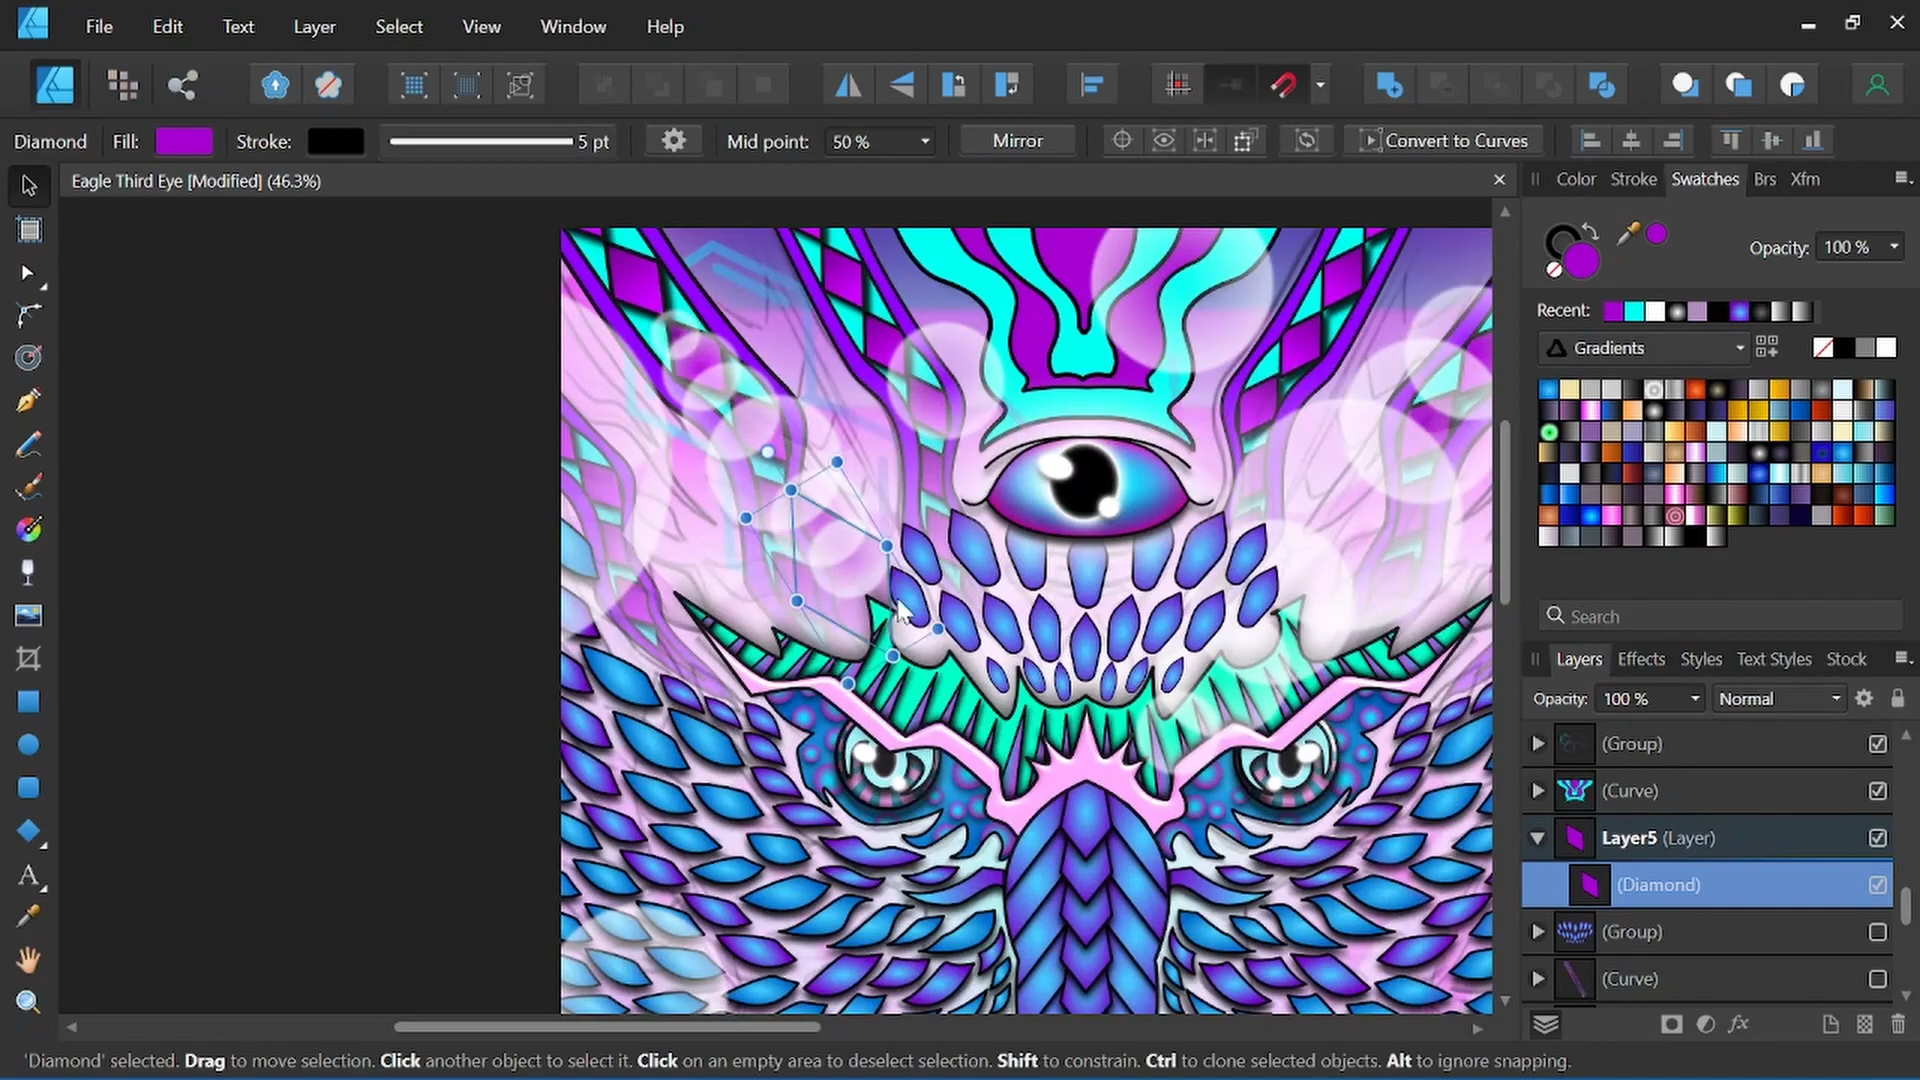 File Edit Text Layer Select View Window Help
Diamond Fill: Stroke: 5 pt Mid point: 50 % Mirror Convert to Curves
Eagle Third Eye [Modified] (46.3%)
Color Stroke Swatches Brs Xfm
Opacity: 100 %
Recent:
Gradients
Search
Layers Effects Styles Text Styles Stock
Opacity: 100 % Normal
(Group)
(Curve)
Layer5 (Layer)
(Diamond)
(Group)
(Curve)
fx
'Diamond' selected. Drag to move selection. Click another object to select it. Click on an empty area to deselect selection. Shift to constrain. Ctrl to clone selected objects. Alt to ignore snapping.